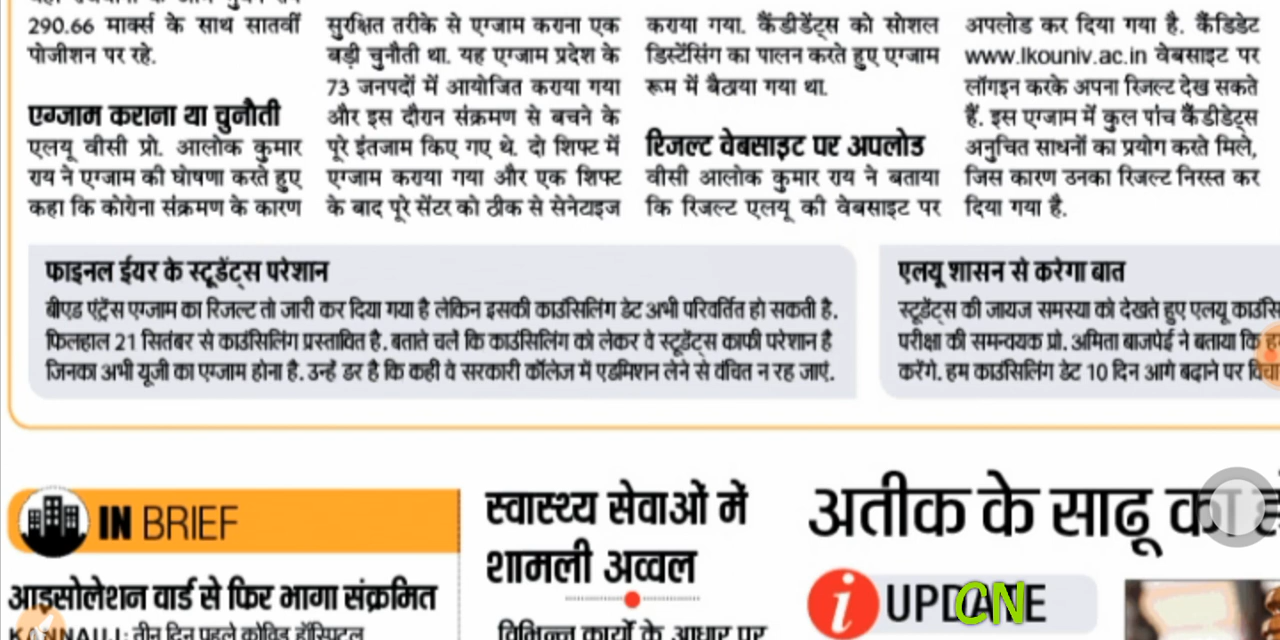 290.66 मार्क्स के साथ सातवीं
पोजीशन पर रहे.
एग्जाम कराना था चुनौती
एलयू वीसी प्रो. आलोक कुमार
राय ने एग्जाम की घोषणा करते हुए
कहा कि कोरोना संक्रमण के कारण
सुरक्षित तरीके से एग्जाम कराना एक
बड़ी चुनौती था. यह एग्जाम प्रदेश के
73 जनपदों में आयोजित कराया गया
और इस दौरान संक्रमण से बचने के
पूरे इंतजाम किए गए थे. दो शिफ्ट में
एग्जाम कराया गया और एक शिफ्ट
के बाद पूरे सेंटर को ठीक से सेनेटाइज
कराया गया. कैंडीडेंट्स को सोशल
डिस्टेंसिंग का पालन करते हुए एग्जाम
रूम में बैठाया गया था.
रिजल्ट वेबसाइट पर अपलोड
वीसी आलोक कुमार राय ने बताया
कि रिजल्ट एलयू की वेबसाइट पर
अपलोड कर दिया गया है. कैंडिडेट
www.lkouniv.ac.in वेबसाइट पर
लॉगइन करके अपना रिजल्ट देख सकते
हैं. इस एग्जाम में कुल पांच कैंडीडेट्स
अनुचित साधनों का प्रयोग करते मिले,
जिस कारण उनका रिजल्ट निरस्त कर
दिया गया है.
फाइनल ईयर के स्टूडेंट्स परेशान
बीएड एंट्रेंस एग्जाम का रिजल्ट तो जारी कर दिया गया है लेकिन इसकी काउंसिलिंग डेट अभी परिवर्तित हो सकती है.
फिलहाल 21 सितंबर से काउंसिलिंग प्रस्तावित है. बताते चलें कि काउंसिलिंग को लेकर वे स्टूडेंट्स काफी परेशान है
जिनका अभी यूजी का एग्जाम होना है. उन्हें डर है कि कहीं वे सरकारी कॉलेज में एडमिशन लेने से वंचित न रह जाएं.
एलयू शासन से करेगा बात
स्टूडेंट्स की जायज समस्या को देखते हुए एलयू
परीक्षा की समन्वयक प्रो. अमिता बाजपेई ने बताया कि
करेंगे. हम काउंसिलिंग डेट 10 दिन आगे बढ़ाने पर
IN BRIEF
आइसोलेशन वार्ड से फिर भागा संक्रमित
KANNAUJ: तीन दिन पहले कोविड हॉस्पिटल
स्वास्थ्य सेवाओं में
शामली अव्वल
विभिन्न कार्यों के आधार पर
अतीक के साढू का
i UPDATE
CN